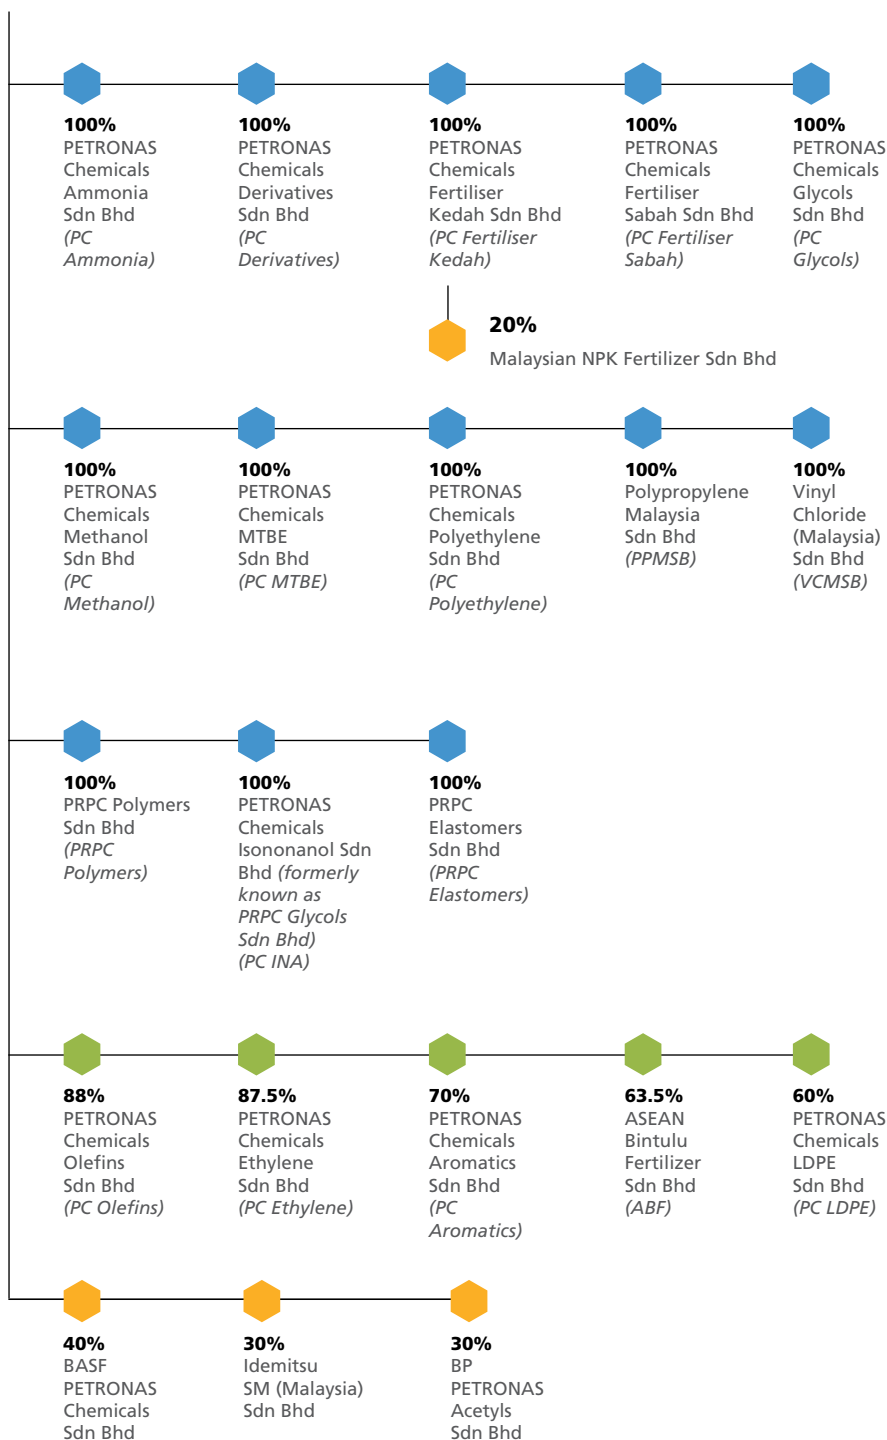 100%
PETRONAS
Chemicals
Ammonia
Sdn Bhd
(PC
Ammonia)
100%
PETRONAS
Chemicals
Derivatives
Sdn Bhd
(PC
Derivatives)
100%
PETRONAS
Chemicals
Fertiliser
Kedah Sdn Bhd
(PC Fertiliser
Kedah)
100%
PETRONAS
Chemicals
Fertiliser
Sabah Sdn Bhd
(PC Fertiliser
Sabah)
100%
PETRONAS
Chemicals
Glycols
Sdn Bhd
(PC
Glycols)
20%
Malaysian NPK Fertilizer Sdn Bhd
100%
PETRONAS
Chemicals
Methanol
Sdn Bhd
(PC
Methanol)
100%
PETRONAS
Chemicals
MTBE
Sdn Bhd
(PC MTBE)
100%
PETRONAS
Chemicals
Polyethylene
Sdn Bhd
(PC
Polyethylene)
100%
Polypropylene
Malaysia
Sdn Bhd
(PPMSB)
100%
Vinyl
Chloride
(Malaysia)
Sdn Bhd
(VCMSB)
100%
PRPC Polymers
Sdn Bhd
(PRPC
Polymers)
100%
PETRONAS
Chemicals
Isononanol Sdn
Bhd (formerly
known as
PRPC Glycols
Sdn Bhd)
(PC INA)
100%
PRPC
Elastomers
Sdn Bhd
(PRPC
Elastomers)
88%
PETRONAS
Chemicals
Olefins
Sdn Bhd
(PC Olefins)
87.5%
PETRONAS
Chemicals
Ethylene
Sdn Bhd
(PC Ethylene)
70%
PETRONAS
Chemicals
Aromatics
Sdn Bhd
(PC
Aromatics)
63.5%
ASEAN
Bintulu
Fertilizer
Sdn Bhd
(ABF)
60%
PETRONAS
Chemicals
LDPE
Sdn Bhd
(PC LDPE)
40%
BASF
PETRONAS
Chemicals
Sdn Bhd
30%
Idemitsu
SM (Malaysia)
Sdn Bhd
30%
BP
PETRONAS
Acetyls
Sdn Bhd